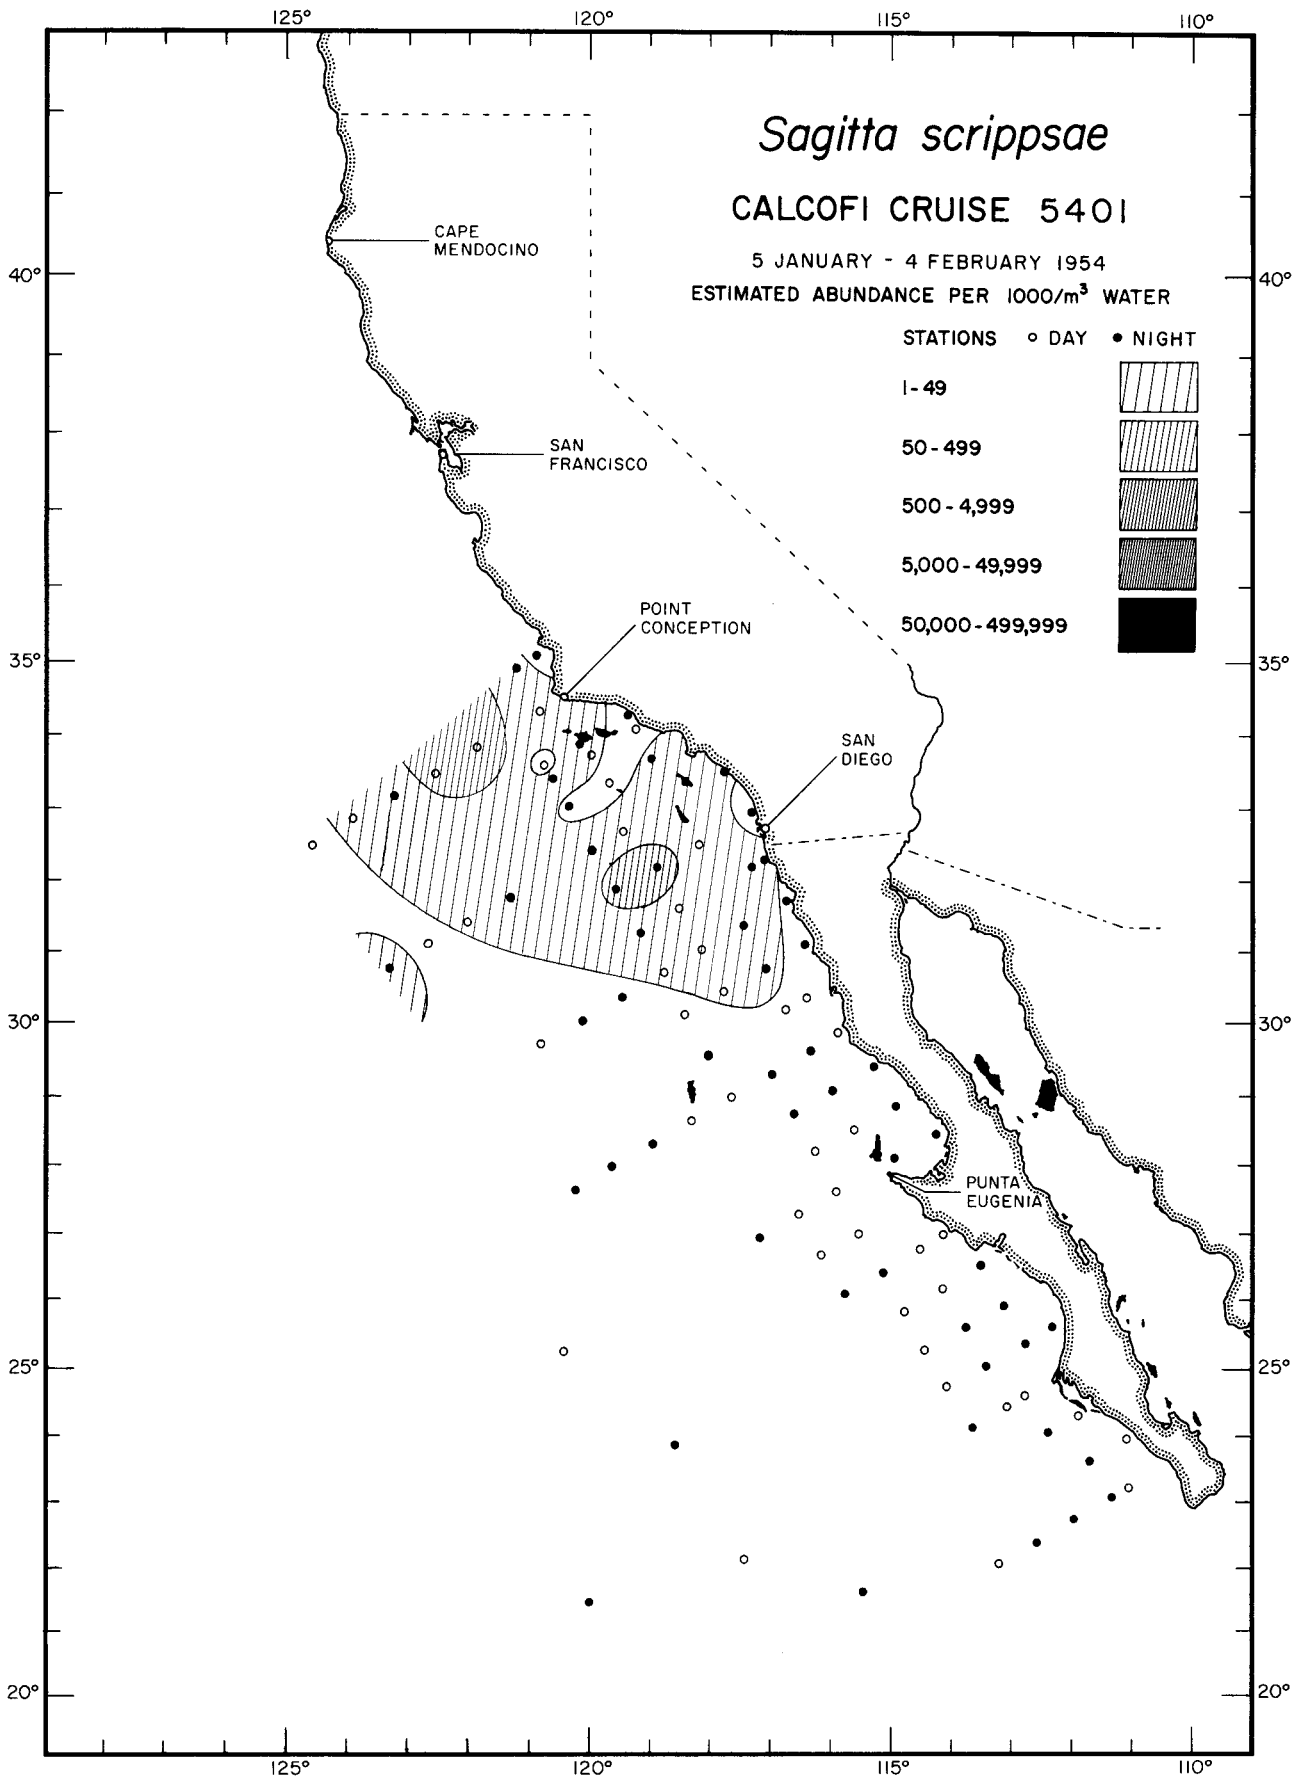 125° 120° 115° 110°
Sagitta scrippsae
CALCOFI CRUISE 5401
5 JANUARY - 4 FEBRUARY 1954
ESTIMATED ABUNDANCE PER 1000/m³ WATER
STATIONS ○ DAY ● NIGHT
1-49
50-499
500-4,999
5,000-49,999
50,000-499,999
CAPE
MENDOCINO
40° 40°
SAN
FRANCISCO
POINT
CONCEPTION
35° 35°
SAN
DIEGO
30° 30°
PUNTA
EUGENIA
25° 25°
20° 20°
125° 120° 115° 110°